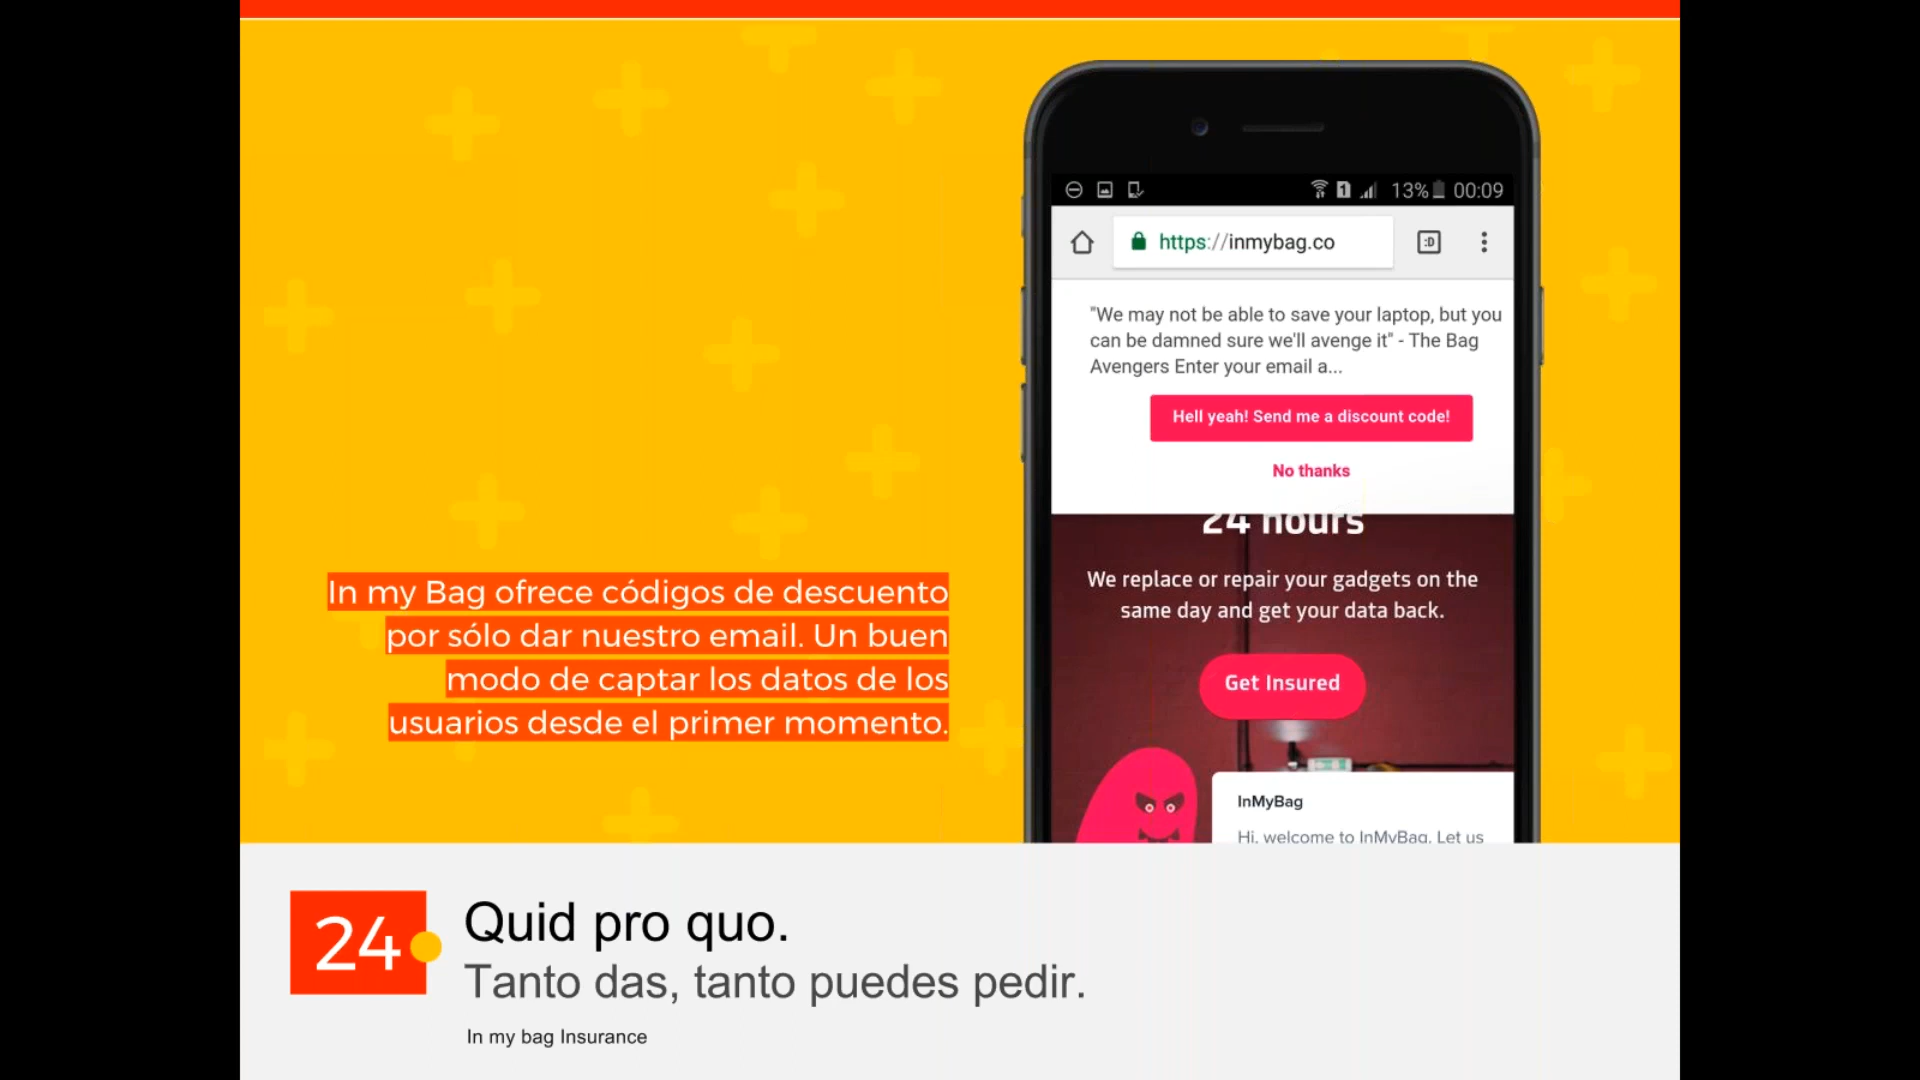 13% 00:09
https://inmybag.co
"We may not be able to save your laptop, but you
can be damned sure we'll avenge it" - The Bag
Avengers Enter your email a...
Hell yeah! Send me a discount code!
No thanks
24 hours
We replace or repair your gadgets on the
same day and get your data back.
Get Insured
InMyBag
Hi, welcome to InMyBag. Let us
In my Bag ofrece códigos de descuento
por sólo dar nuestro email. Un buen
modo de captar los datos de los
usuarios desde el primer momento.
24
Quid pro quo.
Tanto das, tanto puedes pedir.
In my bag Insurance